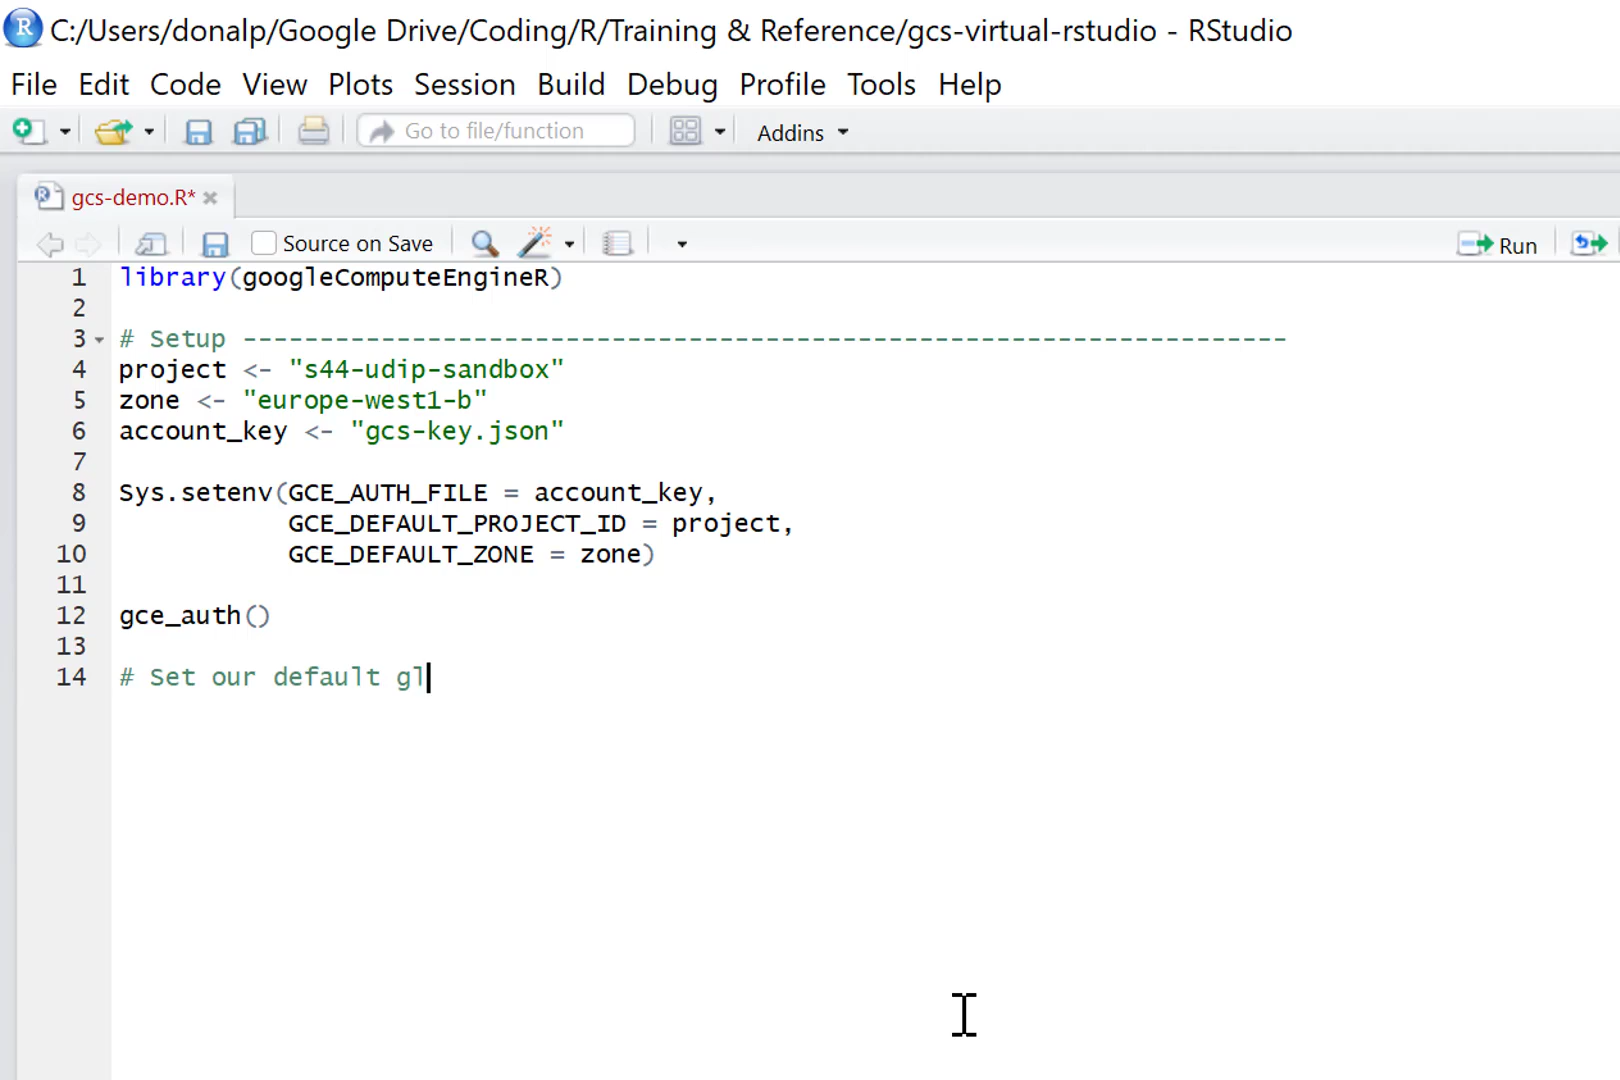 C:/Users/donalp/Google Drive/Coding/R/Training & Reference/gcs-virtual-rstudio - RStudio
File Edit Code View Plots Session Build Debug Profile Tools Help
Go to file/function Addins
gcs-demo.R*
Source on Save Run
1 library(googleComputeEngineR)
2
3 # Setup --------------------------------------------------------------------
4 project <- "s44-udip-sandbox"
5 zone <- "europe-west1-b"
6 account_key <- "gcs-key.json"
7
8 Sys.setenv(GCE_AUTH_FILE = account_key,
9 GCE_DEFAULT_PROJECT_ID = project,
10 GCE_DEFAULT_ZONE = zone)
11
12 gce_auth()
13
14 # Set our default gl